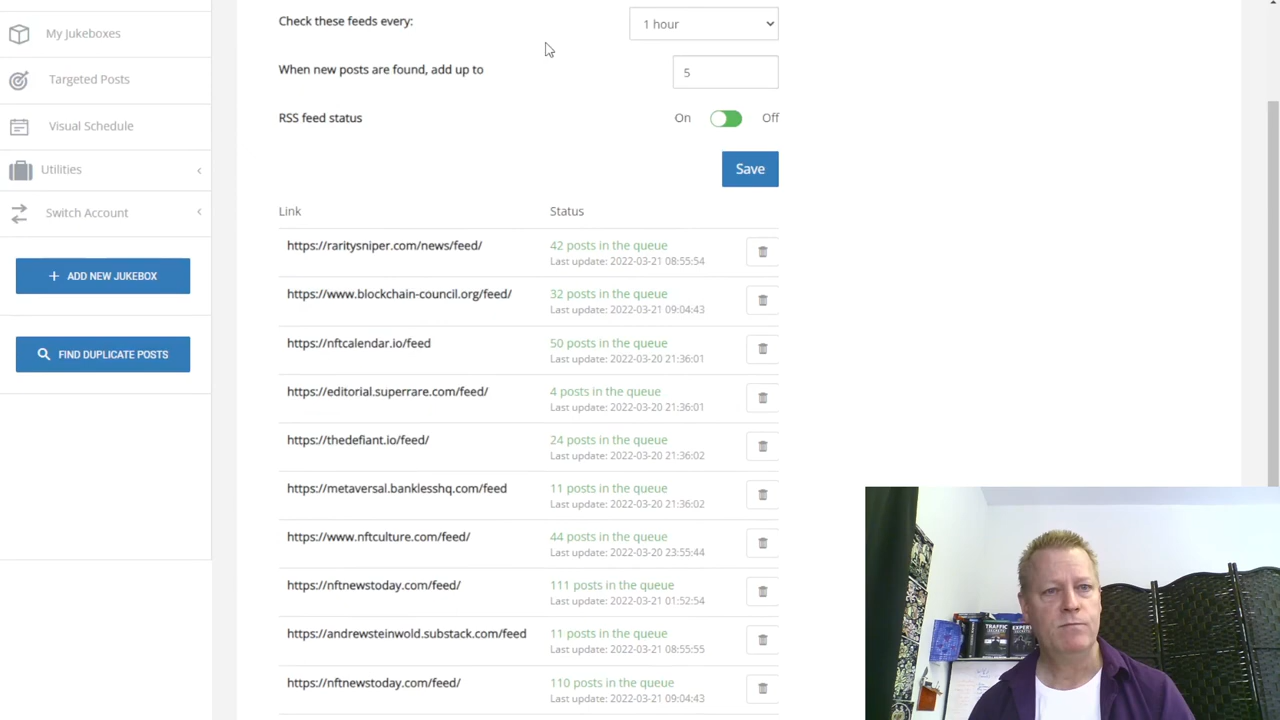 Check these feeds every:
1 hour
My Jukeboxes
When new posts are found, add up to
5
Targeted Posts
RSS feed status
On
Off
Visual Schedule
Save
Utilities
Switch Account
Link
Status
https://raritysniper.com/news/feed/
42 posts in the queue
Last update: 2022-03-21 08:55:54
+ ADD NEW JUKEBOX
https://www.blockchain-council.org/feed/
32 posts in the queue
Last update: 2022-03-21 09:04:43
FIND DUPLICATE POSTS
https://nftcalendar.io/feed
50 posts in the queue
Last update: 2022-03-20 21:36:01
https://editorial.superrare.com/feed/
4 posts in the queue
Last update: 2022-03-20 21:36:01
https://thedefiant.io/feed/
24 posts in the queue
Last update: 2022-03-20 21:36:02
https://metaversal.banklesshq.com/feed
11 posts in the queue
Last update: 2022-03-20 21:36:02
https://www.nftculture.com/feed/
44 posts in the queue
Last update: 2022-03-20 23:55:44
https://nftnewstoday.com/feed/
111 posts in the queue
Last update: 2022-03-21 01:52:54
https://andrewsteinwold.substack.com/feed
11 posts in the queue
Last update: 2022-03-21 08:55:55
https://nftnewstoday.com/feed/
110 posts in the queue
Last update: 2022-03-21 09:04:43
TRAFFIC
SECRETS
EXPERT
SECRETS